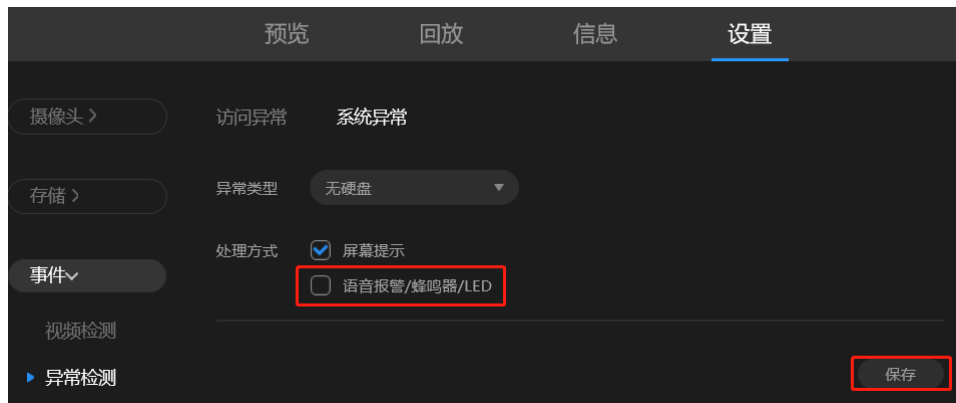 预览 回放 信息 设置
摄像头 >
访问异常 系统异常
存储 >
异常类型 无硬盘
处理方式 屏幕提示
事件
语音报警/蜂鸣器/LED
视频检测
异常检测
保存